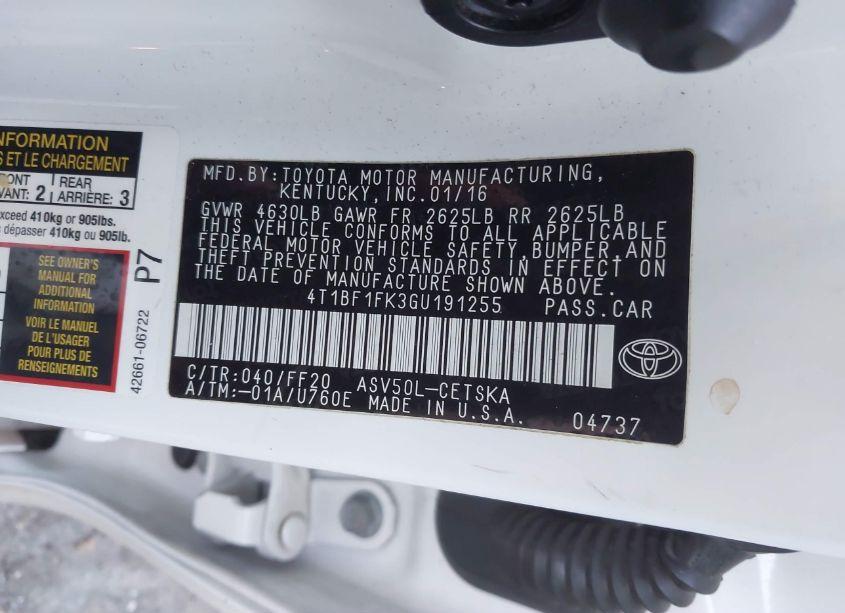 INFORMATION
S ET LE CHARGEMENT
RONT
VANT: 2
REAR
ARRIÈRE: 3
exceed 410kg or 905lbs.
s dépasser 410kg ou 905lb.
SEE OWNER'S
MANUAL FOR
ADDITIONAL
INFORMATION
VOIR LE MANUEL
DE L'USAGER
POUR PLUS DE
RENSEIGNEMENTS
42661-06722
P7
MFD.BY:TOYOTA MOTOR MANUFACTURING,
KENTUCKY,INC.01/16
GVWR 4630LB GAWR FR 2625LB RR 2625LB
THIS VEHICLE CONFORMS TO ALL APPLICABLE
FEDERAL MOTOR VEHICLE SAFETY,BUMPER,AND
THEFT PREVENTION STANDARDS IN EFFECT ON
THE DATE OF MANUFACTURE SHOWN ABOVE.
4T1BF1FK3GU191255 PASS.CAR
C/TR:040/FF20 ASV50L-CETSKA
A/TM:-01A/U760E MADE IN U.S.A. 04737